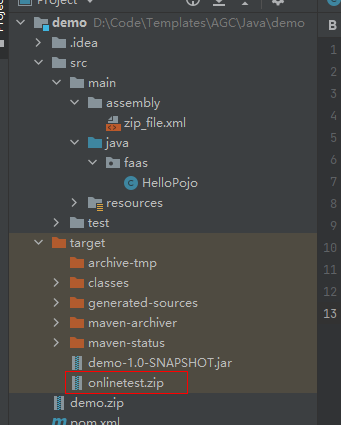 Project
demo D:\Code\Templates\AGC\Java\demo
.idea
src
main
assembly
zip_file.xml
java
faas
HelloPojo
resources
test
target
archive-tmp
classes
generated-sources
maven-archiver
maven-status
demo-1.0-SNAPSHOT.jar
onlinetest.zip
demo.zip
pom.xml
Project
B
1
2
3
4
5
6
7
8
9
10
11
12
13